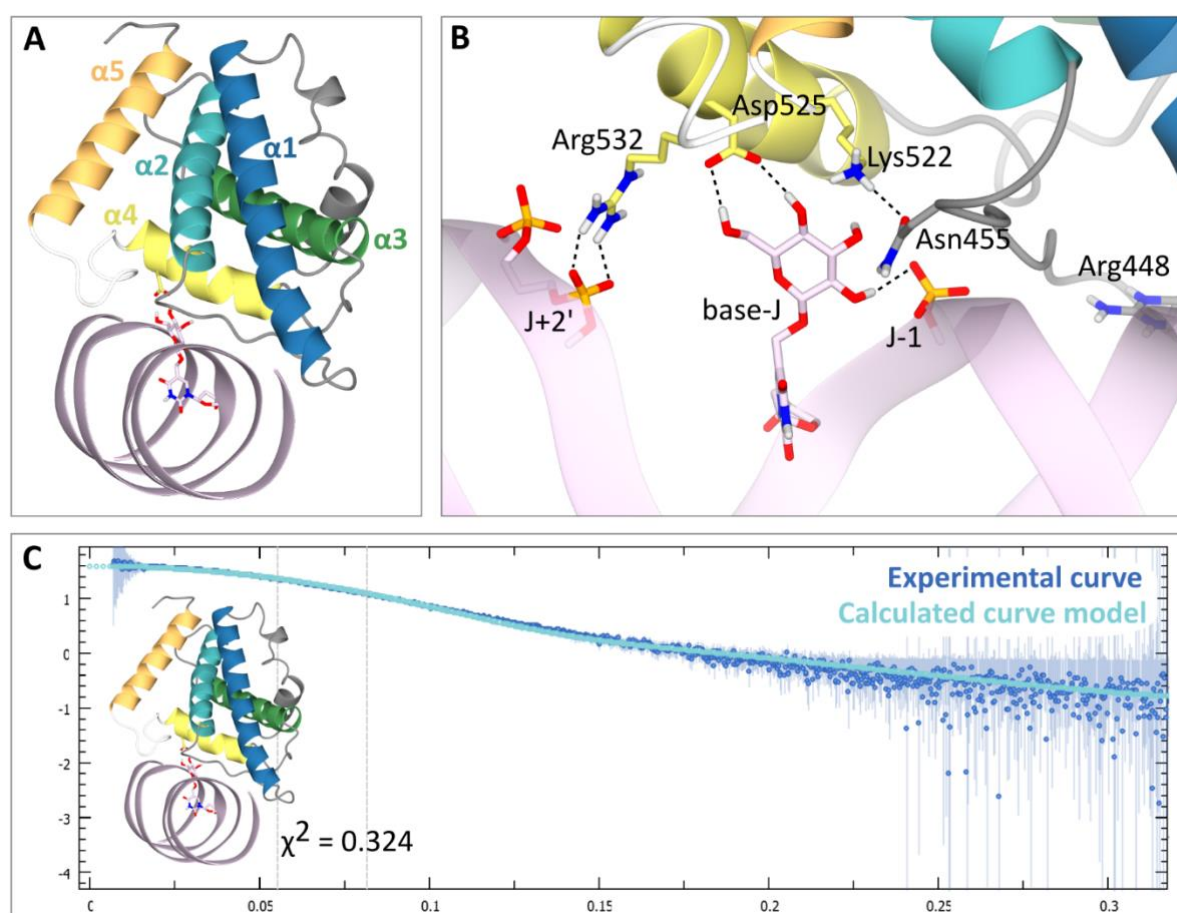 A
α5
α2
α1
α4
α3
B
Asp525
Arg532
Lys522
Asn455
Arg448
base-J
J+2'
J-1
C
Experimental curve
Calculated curve model
1
0
-1
-2
-3
-4
χ² = 0.324
0.05
0.1
0.15
0.2
0.25
0.3